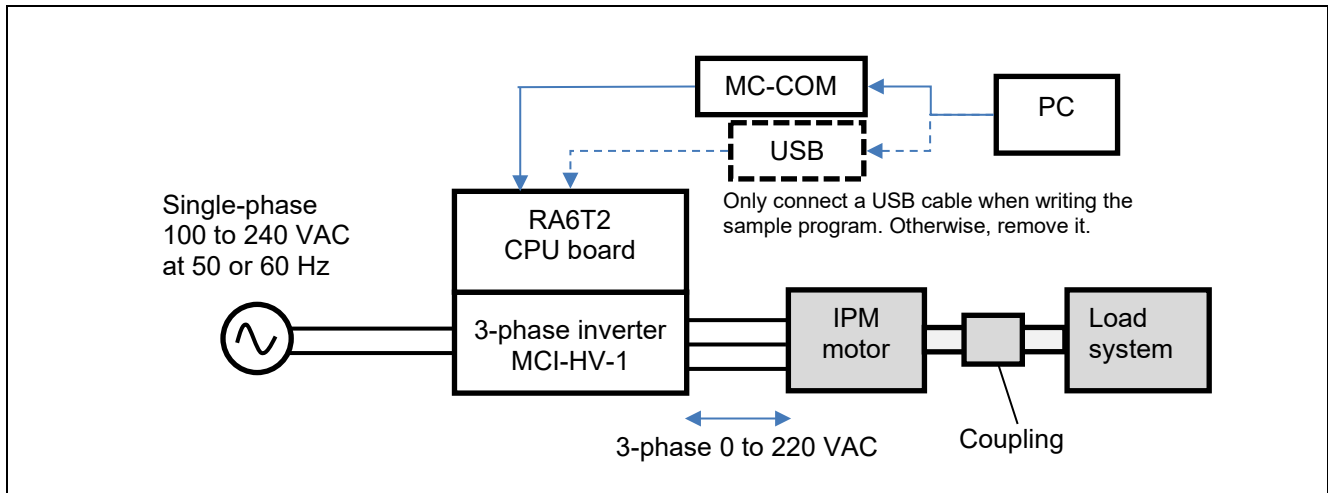 MC-COM
PC
USB
Only connect a USB cable when writing the
sample program. Otherwise, remove it.
Single-phase
100 to 240 VAC
at 50 or 60 Hz
RA6T2
CPU board
3-phase inverter
MCI-HV-1
IPM
motor
Load
system
Coupling
3-phase 0 to 220 VAC